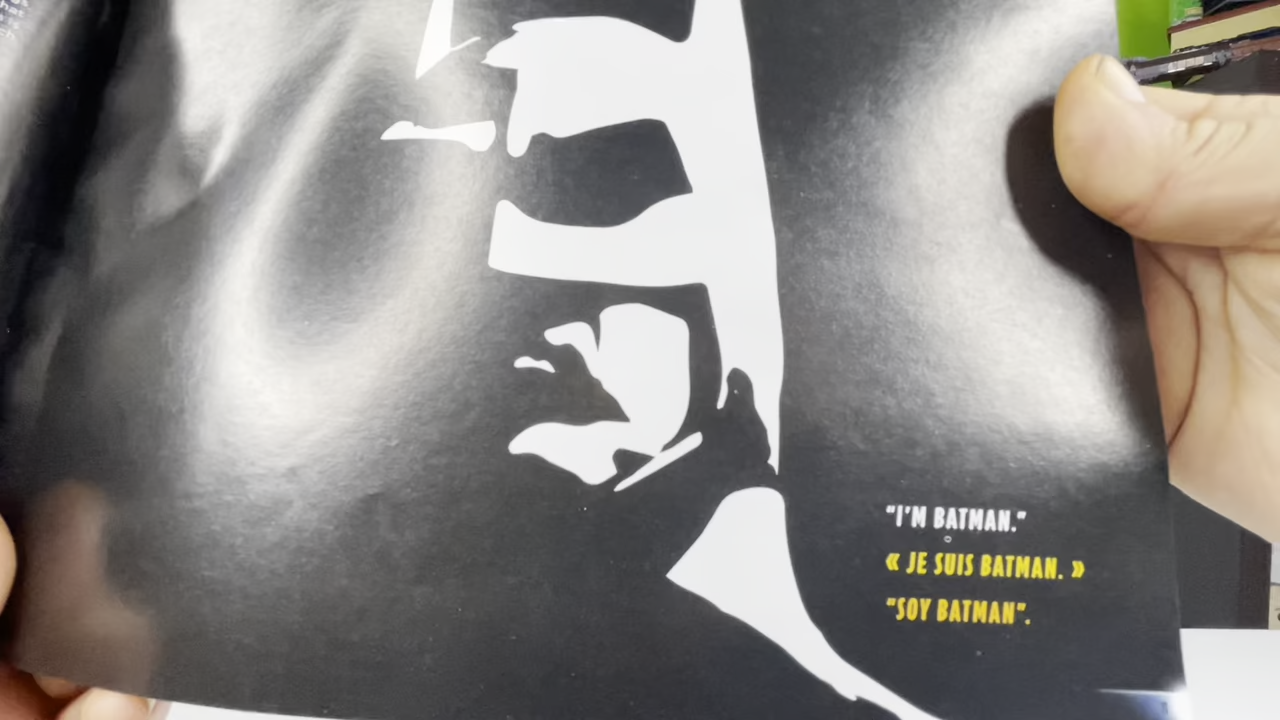 "I'M BATMAN."
« JE SUIS BATMAN. »
"SOY BATMAN".